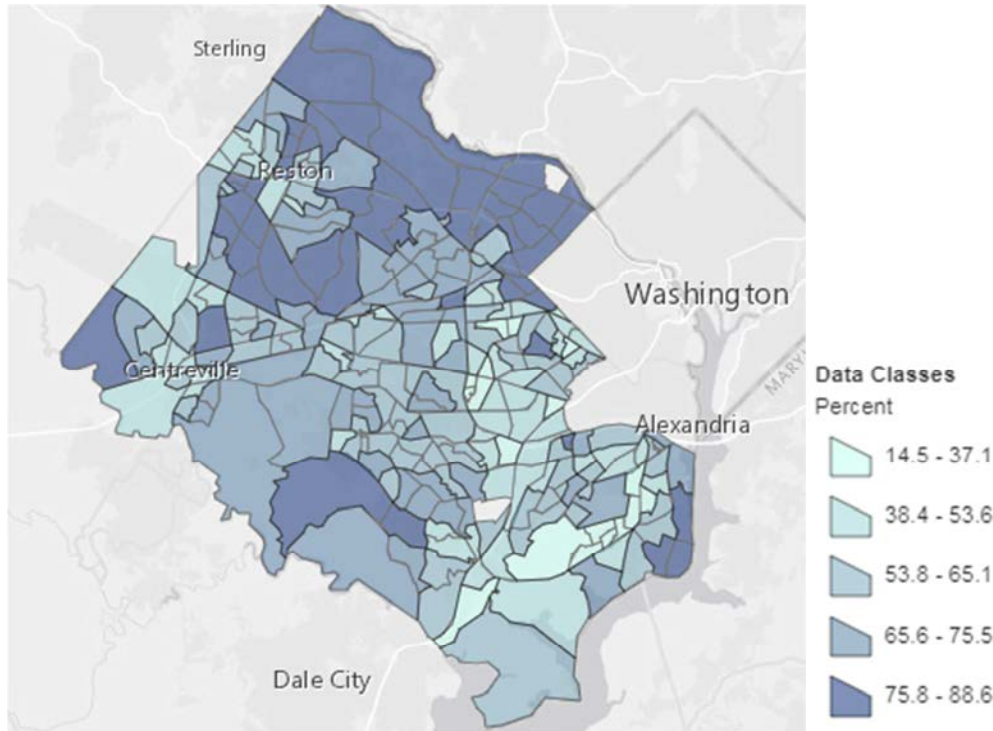 Sterling
Reston
Washington
Centreville
MARYL
Alexandria
Dale City
Data Classes
Percent
14.5 - 37.1
38.4 - 53.6
53.8 - 65.1
65.6 - 75.5
75.8 - 88.6